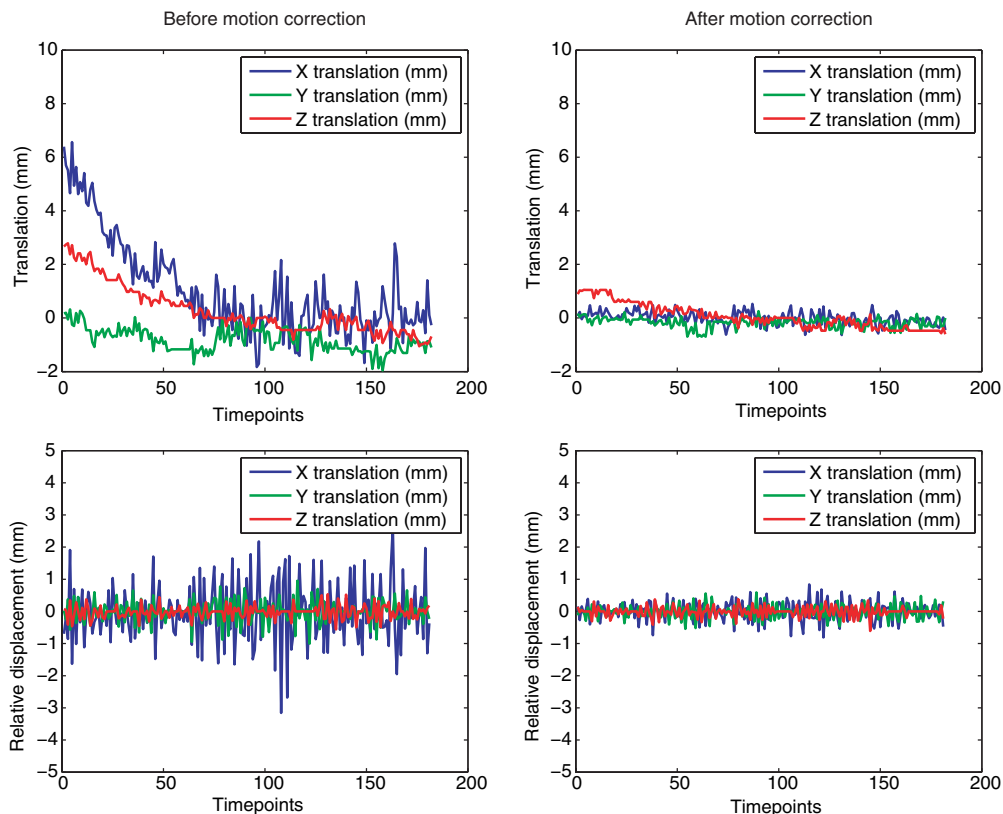 Before motion correction
After motion correction
10
8
6
4
2
0
−2
Translation (mm)
X translation (mm)
Y translation (mm)
Z translation (mm)
0
50
100
150
200
Timepoints
10
8
6
4
2
0
−2
Translation (mm)
X translation (mm)
Y translation (mm)
Z translation (mm)
0
50
100
150
200
Timepoints
5
4
3
2
1
0
−1
−2
−3
−4
−5
Relative displacement (mm)
X translation (mm)
Y translation (mm)
Z translation (mm)
0
50
100
150
200
Timepoints
5
4
3
2
1
0
−1
−2
−3
−4
−5
Relative displacement (mm)
X translation (mm)
Y translation (mm)
Z translation (mm)
0
50
100
150
200
Timepoints